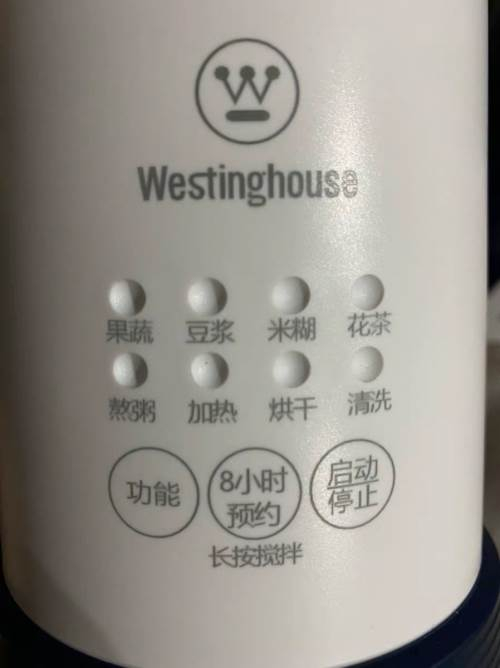 Westinghouse
果蔬 豆浆 米糊 花茶
熬粥 加热 烘干 清洗
功能 8小时预约 启动停止
长按搅拌